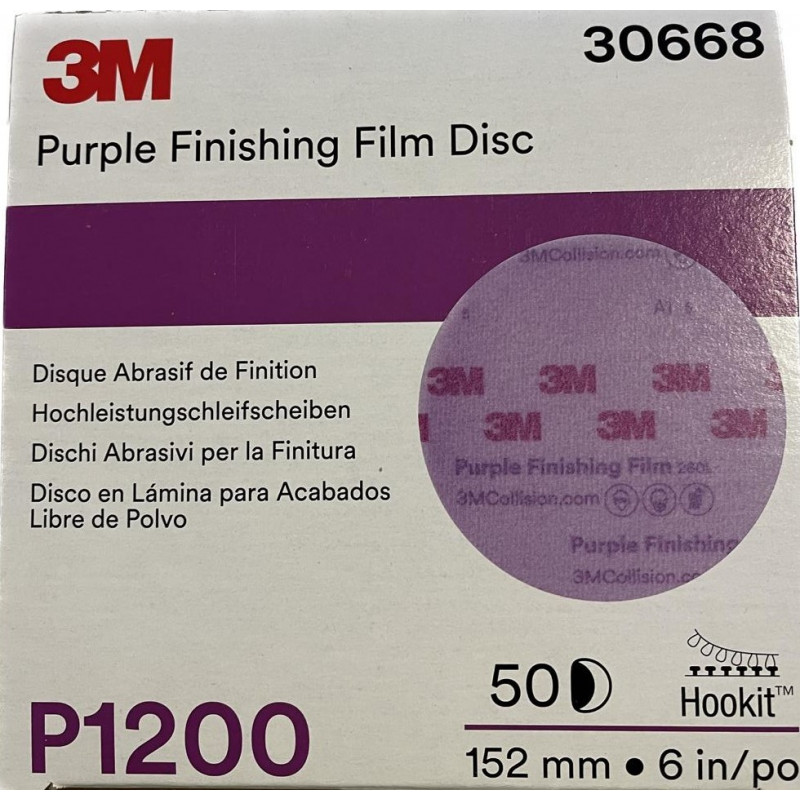 3M
30668
Purple Finishing Film Disc
3MCollision.com
Disque Abrasif de Finition
Hochleistungschleifscheiben
Dischi Abrasivi per la Finitura
Disco en Lámina para Acabados
Libre de Polvo
3M 3M 3M
3M 3M 3M
Purple Finishing Film 260L
3MCollision.com
Purple Finishing
3MCollision.co
P1200
50
Hookit™
152 mm • 6 in/po